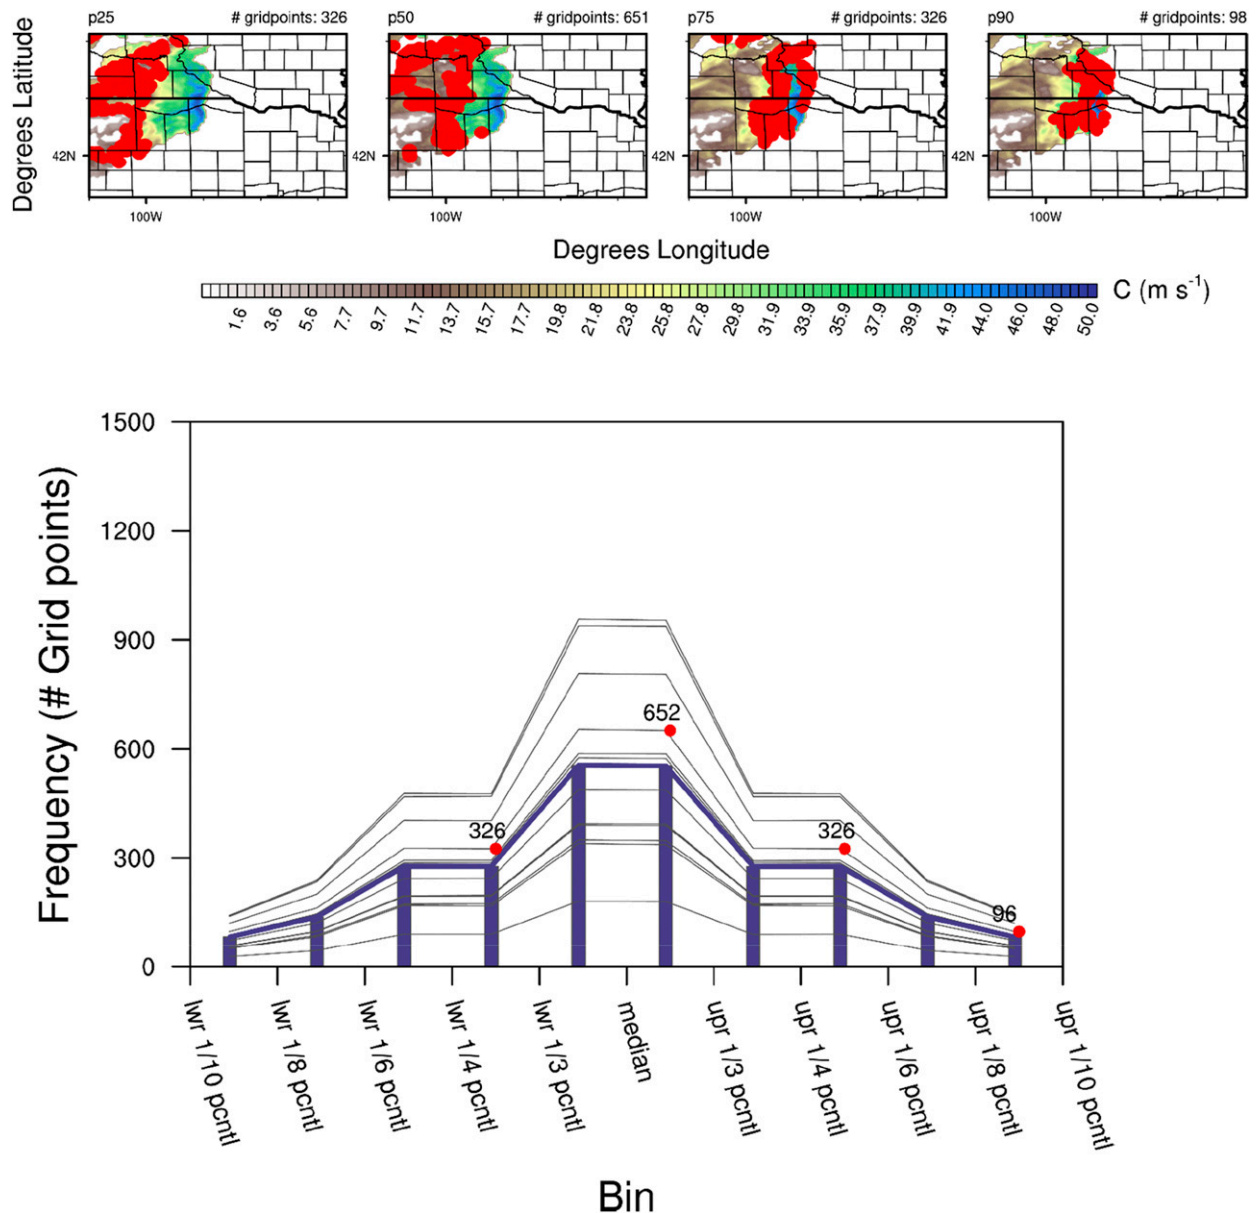 p25 # gridpoints: 326
p50 # gridpoints: 651
p75 # gridpoints: 326
p90 # gridpoints: 98
Degrees Latitude
42N
42N
42N
42N
100W
100W
100W
100W
Degrees Longitude
C (m s-1)
1.6 3.6 5.6 7.7 9.7 11.7 13.7 15.7 17.7 19.8 21.8 23.8 25.8 27.8 29.8 31.9 33.9 35.9 37.9 39.9 41.9 44.0 46.0 48.0 50.0
Frequency (# Grid points)
1500
1200
900
600
300
0
652
326
326
96
lwr 1/10 pcntl
lwr 1/8 pcntl
lwr 1/6 pcntl
lwr 1/4 pcntl
lwr 1/3 pcntl
median
upr 1/3 pcntl
upr 1/4 pcntl
upr 1/6 pcntl
upr 1/8 pcntl
upr 1/10 pcntl
Bin